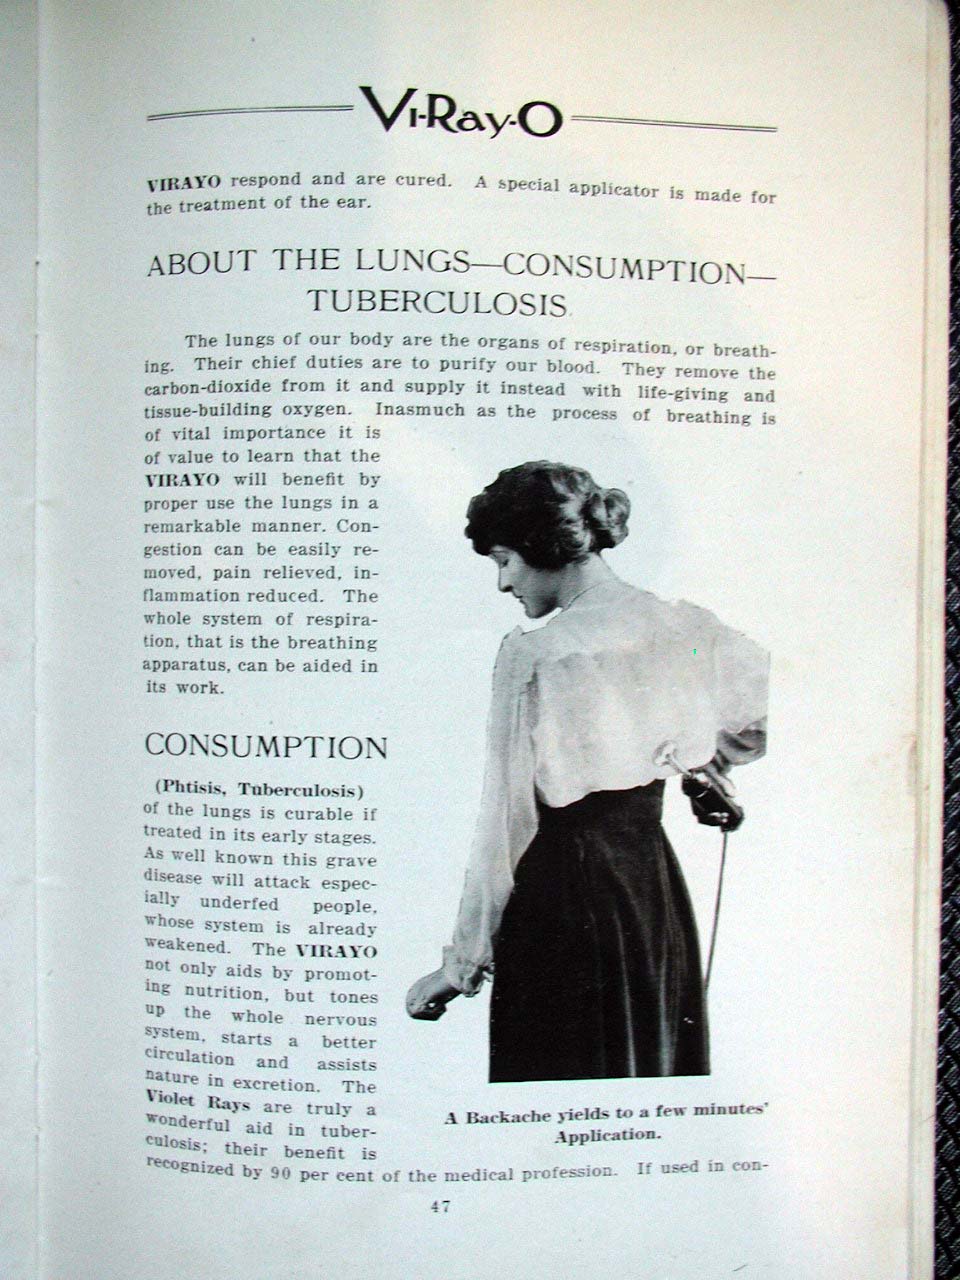 VI-RAY-O
VIRAYO respond and are cured. A special applicator is made for
the treatment of the ear.
ABOUT THE LUNGS—CONSUMPTION—
TUBERCULOSIS.
The lungs of our body are the organs of respiration, or breath-
ing. Their chief duties are to purify our blood. They remove the
carbon-dioxide from it and supply it instead with life-giving and
tissue-building oxygen. Inasmuch as the process of breathing is
of vital importance it is
of value to learn that the
VIRAYO will benefit by
proper use the lungs in a
remarkable manner. Con-
gestion can be easily re-
moved, pain relieved, in-
flammation reduced. The
whole system of respira-
tion, that is the breathing
apparatus, can be aided in
its work.
CONSUMPTION
(Phtisis, Tuberculosis)
of the lungs is curable if
treated in its early stages.
As well known this grave
disease will attack espec-
ially underfed people,
whose system is already
weakened. The VIRAYO
not only aids by promot-
ing nutrition, but tones
up the whole nervous
system, starts a better
circulation and assists
nature in excretion. The
Violet Rays are truly a
wonderful aid in tuber-
culosis; their benefit is
recognized by 90 per cent of the medical profession. If used in con-
A Backache yields to a few minutes'
Application.
47